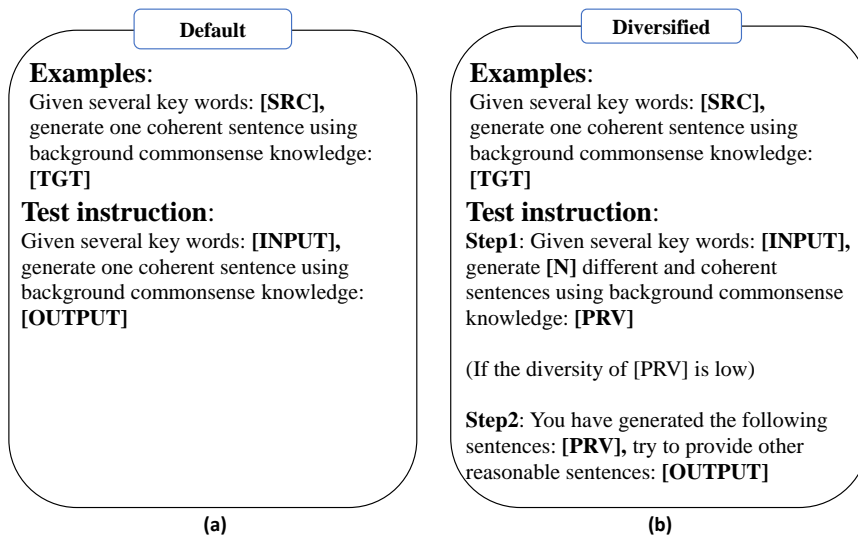 Default
Examples:
Given several key words: [SRC],
generate one coherent sentence using
background commonsense knowledge:
[TGT]
Test instruction:
Given several key words: [INPUT],
generate one coherent sentence using
background commonsense knowledge:
[OUTPUT]
(a)
Diversified
Examples:
Given several key words: [SRC],
generate one coherent sentence using
background commonsense knowledge:
[TGT]
Test instruction:
Step1: Given several key words: [INPUT],
generate [N] different and coherent
sentences using background commonsense
knowledge: [PRV]
(If the diversity of [PRV] is low)
Step2: You have generated the following
sentences: [PRV], try to provide other
reasonable sentences: [OUTPUT]
(b)